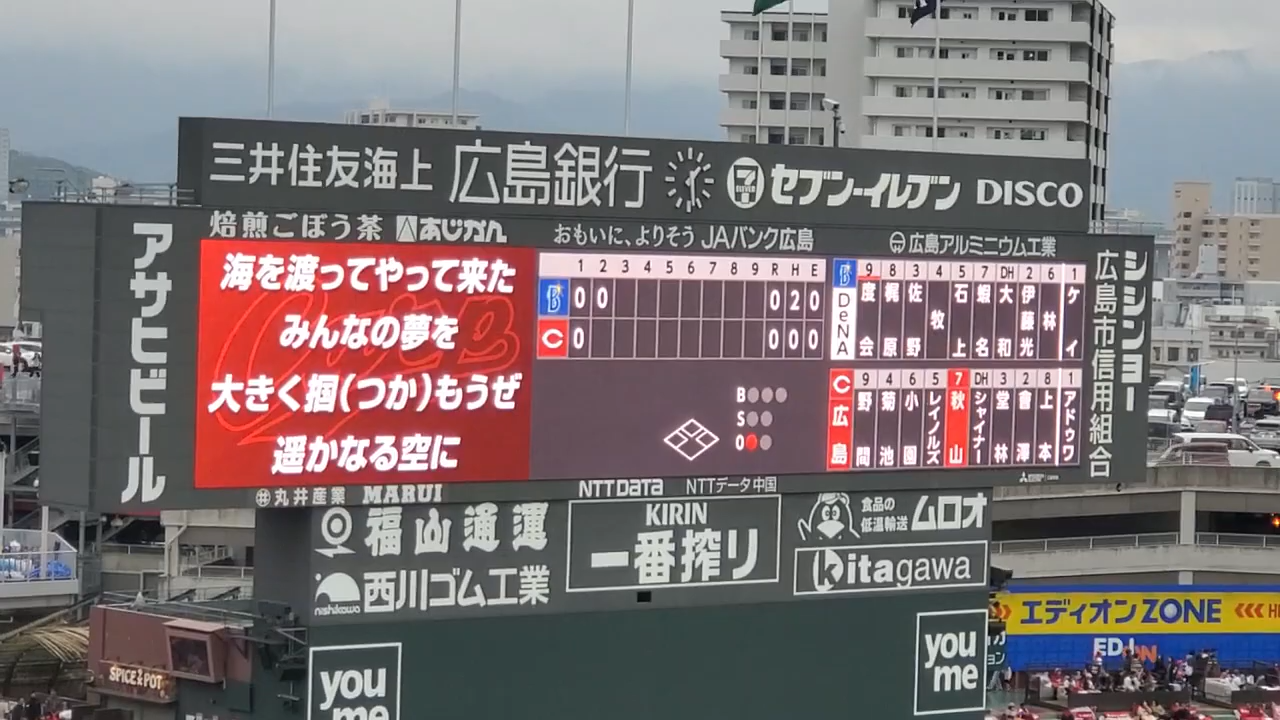 三井住友海上 広島銀行 7 ELEVEN セブン-イレブン DISCO
焙煎ごぼう茶 あじかん おもいに、よりそう JAバンク広島 広島アルミニウム工業
アサヒビール
海を渡ってやって来た
みんなの夢を
大きく掴(つか)もうぜ
遥かなる空に
1 2 3 4 5 6 7 8 9 R H E
B 0 0 0 2 0
C 0 0 0 0
B
S
O
DeNA
9 度会
8 梶原
3 佐野
4 牧
5 石上
7 蝦名
DH 大和
2 伊藤光
6 林
1 ケイ
C 広島
9 野間
4 菊池
6 小園
5 レイノルズ
7 秋山
DH シャイナー
3 堂林
2 會澤
8 上本
1 アドゥワ
シシンヨー
広島市信用組合
丸井産業 MARUI NTT DATA NTTデータ中国
福山通運
KIRIN
一番搾り
食品の
低温輸送 ムロオ
nishikawa 西川ゴム工業
kitagawa
エディオンZONE
SPICE POT
you
me
you
me